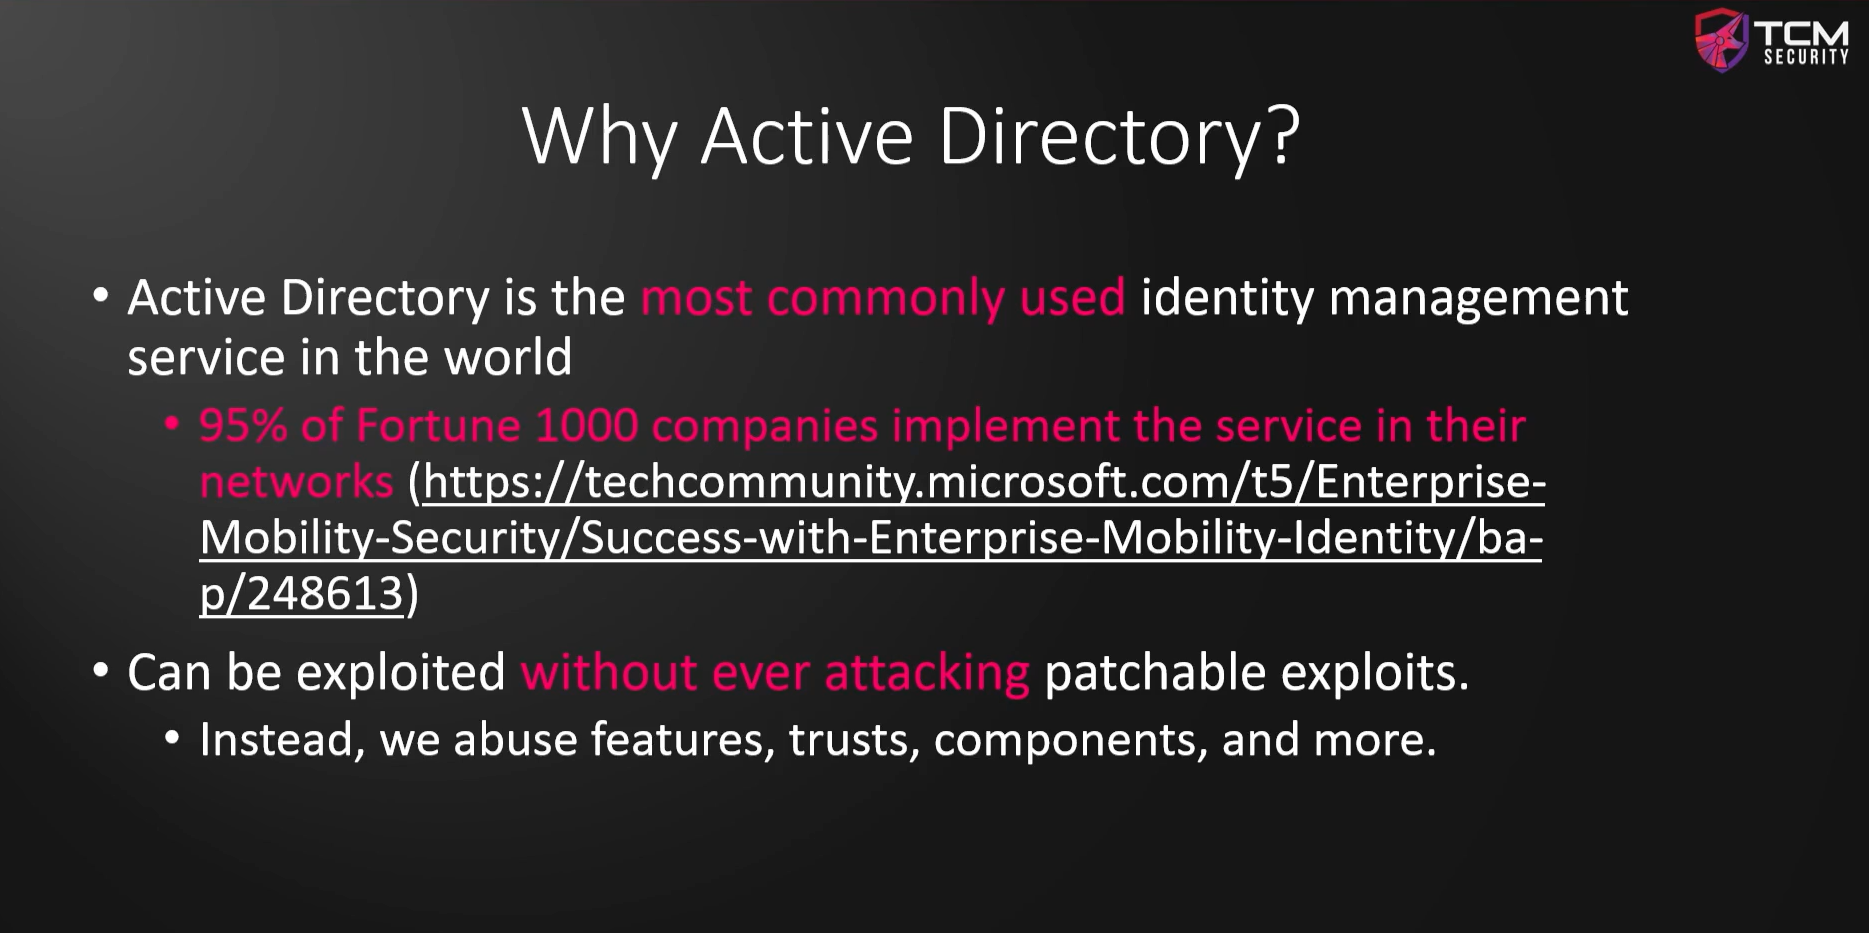 TCM
SECURITY
Why Active Directory?
• Active Directory is the most commonly used identity management
service in the world
• 95% of Fortune 1000 companies implement the service in their
networks (https://techcommunity.microsoft.com/t5/Enterprise-
Mobility-Security/Success-with-Enterprise-Mobility-Identity/ba-
p/248613)
• Can be exploited without ever attacking patchable exploits.
• Instead, we abuse features, trusts, components, and more.